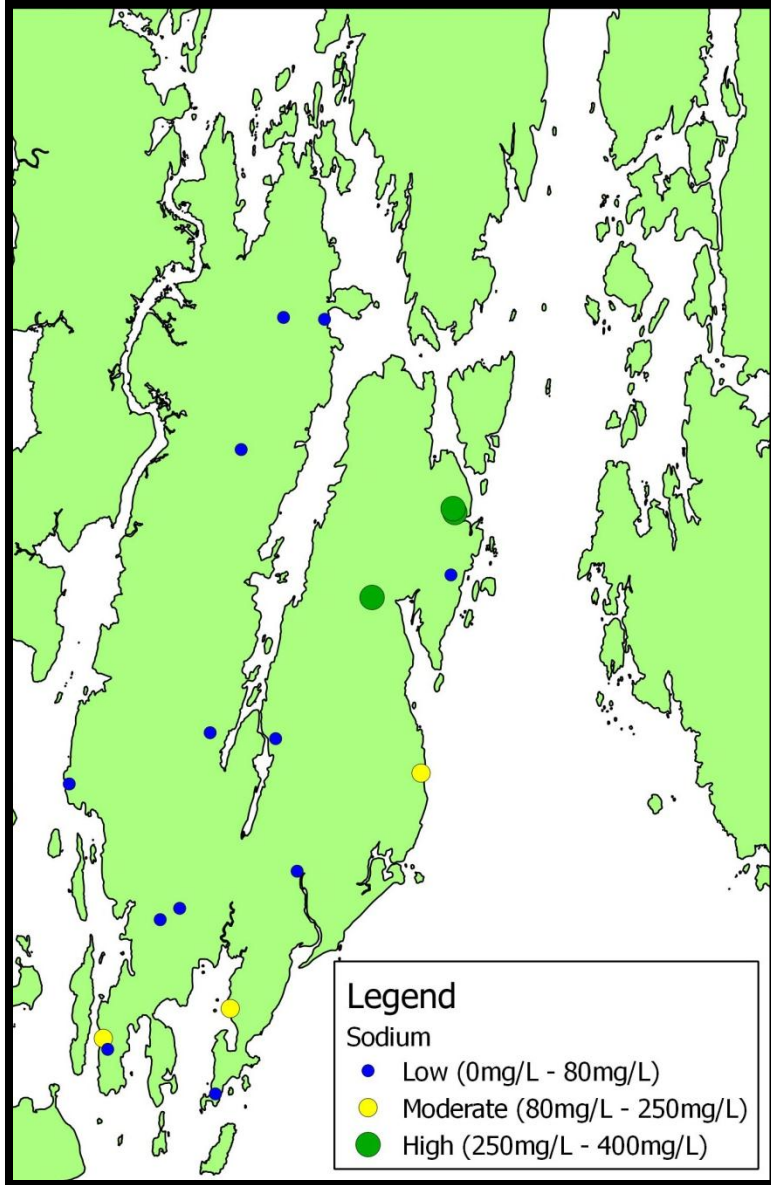 Legend
Sodium
Low (0mg/L - 80mg/L)
Moderate (80mg/L - 250mg/L)
High (250mg/L - 400mg/L)